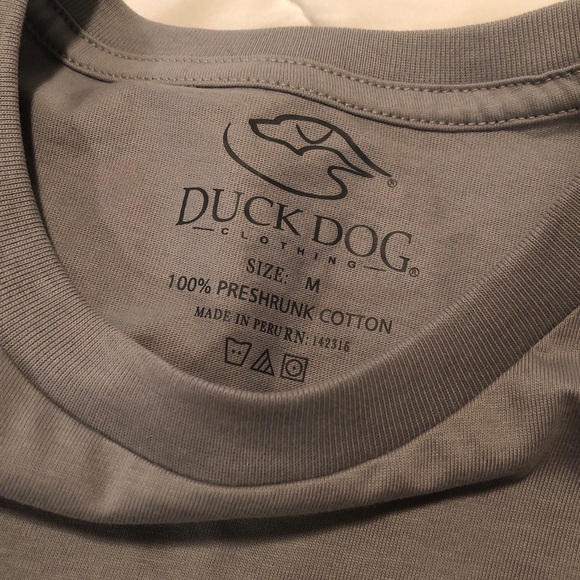 DUCK DOG®
CLOTHING
SIZE: M
100% PRESHRUNK COTTON
MADE IN PERU RN: 142316